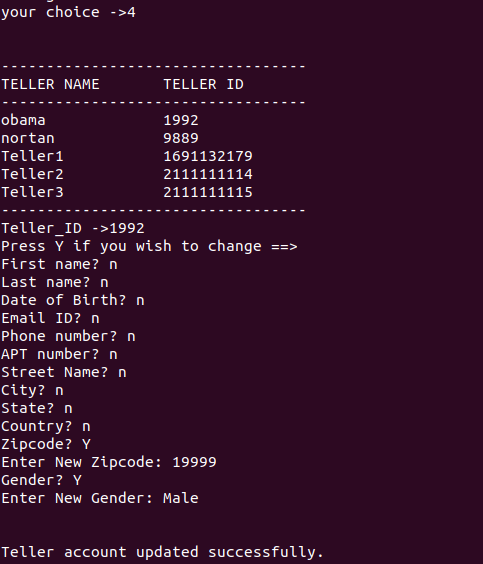 your choice ->4
----------------------------------
TELLER NAME       TELLER ID
----------------------------------
obama             1992
nortan            9889
Teller1           1691132179
Teller2           2111111114
Teller3           2111111115
----------------------------------
Teller_ID ->1992
Press Y if you wish to change ==>
First name? n
Last name? n
Date of Birth? n
Email ID? n
Phone number? n
APT number? n
Street Name? n
City? n
State? n
Country? n
Zipcode? Y
Enter New Zipcode: 19999
Gender? Y
Enter New Gender: Male
Teller account updated successfully.